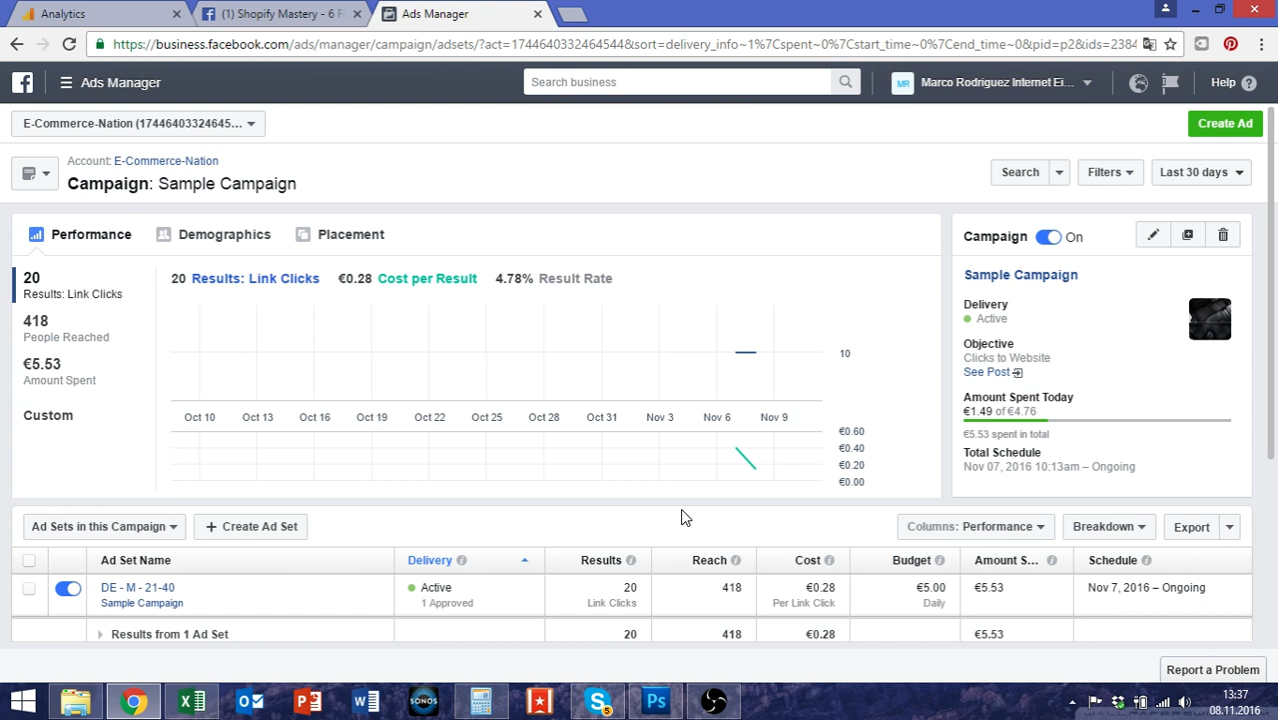 Analytics
(1) Shopify Mastery - 6 F
Ads Manager
https://business.facebook.com/ads/manager/campaign/adsets/?act=17446403324645544&sort=delivery_info~1%7Cspent~0%7Cstart_time~0%7Cend_time~0&pid=p2&ids=2384
Ads Manager
Search business
MR
Marco Rodriguez Internet Ei...
Help
E-Commerce-Nation (17446403324645...
Create Ad
Account: E-Commerce-Nation
Campaign: Sample Campaign
Search
Filters
Last 30 days
Performance
Demographics
Placement
20
Results: Link Clicks
418
People Reached
€5.53
Amount Spent
Custom
20 Results: Link Clicks €0.28 Cost per Result 4.78% Result Rate
10
Oct 10 Oct 13 Oct 16 Oct 19 Oct 22 Oct 25 Oct 28 Oct 31 Nov 3 Nov 6 Nov 9
€0.60
€0.40
€0.20
€0.00
Campaign On
Sample Campaign
Delivery
Active
Objective
Clicks to Website
See Post
Amount Spent Today
€1.49 of €4.76
€5.53 spent in total
Total Schedule
Nov 07, 2016 10:13am – Ongoing
Ad Sets in this Campaign
+ Create Ad Set
Columns: Performance
Breakdown
Export
Ad Set Name Delivery Results Reach Cost Budget Amount S... Schedule
DE - M - 21-40 Active 20 418 €0.28 €5.00 €5.53 Nov 7, 2016 – Ongoing
Sample Campaign 1 Approved Link Clicks Per Link Click Daily
Results from 1 Ad Set 20 418 €0.28 €5.53
Report a Problem
SONOS
5
Ps
13:37
08.11.2016